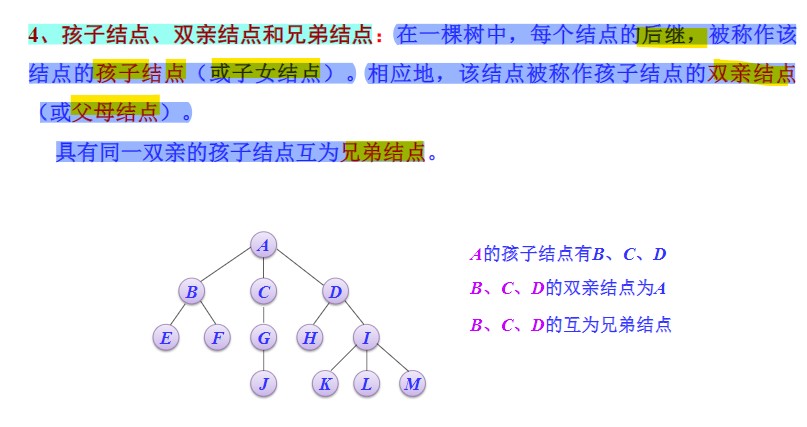 4、孩子结点、双亲结点和兄弟结点：在一棵树中，每个结点的后继，被称作该
结点的孩子结点（或子女结点）。相应地，该结点被称作孩子结点的双亲结点
（或父母结点）。
具有同一双亲的孩子结点互为兄弟结点。
A
B C D
E F G H I
J K L M
A的孩子结点有B、C、D
B、C、D的双亲结点为A
B、C、D的互为兄弟结点